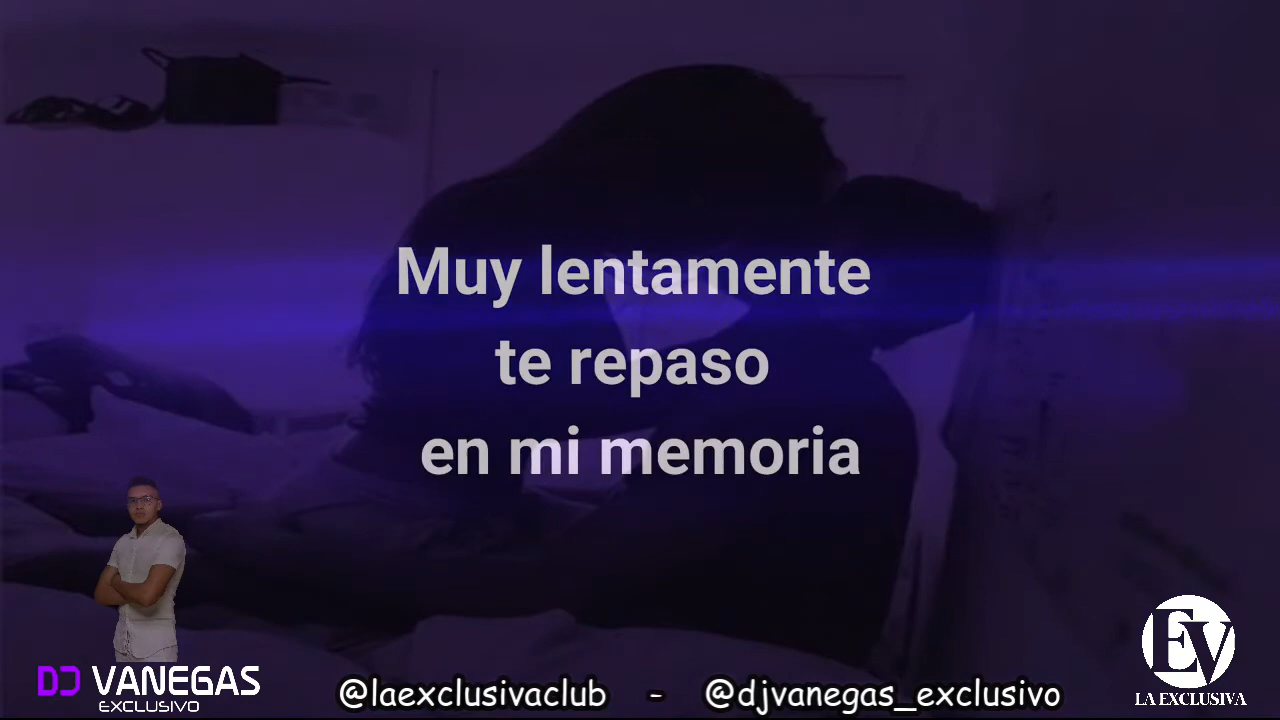 Muy lentamente
te repaso
en mi memoria
DJ VANEGAS
EXCLUSIVO
@laexclusivaclub - @djvanegas_exclusivo
EV
LA EXCLUSIVA